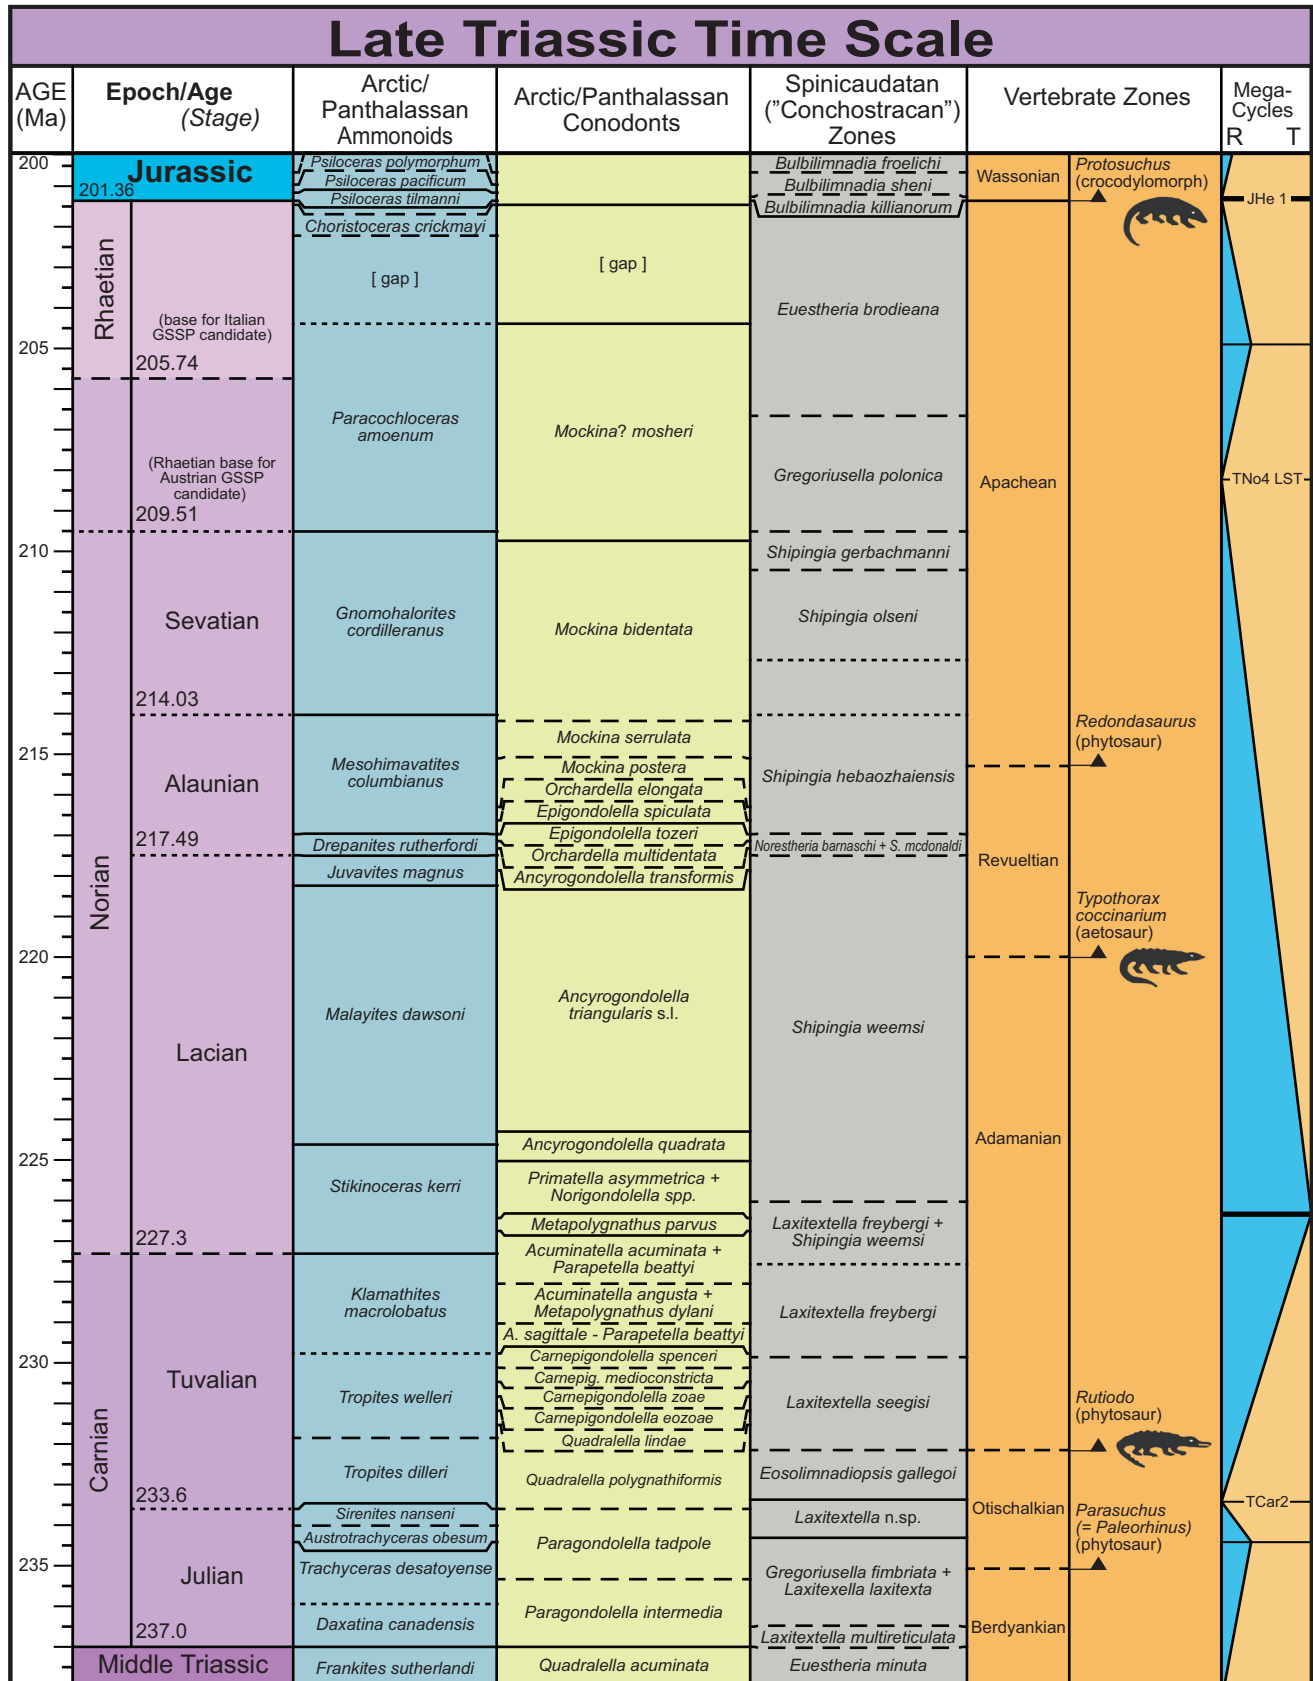 Late Triassic Time Scale
AGE
(Ma)
Epoch/Age
(Stage)
Arctic/
Panthalassan
Ammonoids
Arctic/Panthalassan
Conodonts
Spinicaudatan
("Conchostracan")
Zones
Vertebrate Zones
Mega-
Cycles
R T
200
205
210
215
220
225
230
235
Jurassic
201.36
Rhaetian
(base for Italian
GSSP candidate)
205.74
Norian
(Rhaetian base for
Austrian GSSP
candidate)
209.51
Sevatian
214.03
Alaunian
217.49
Lacian
227.3
Carnian
Tuvalian
233.6
Julian
237.0
Middle Triassic
Psiloceras polymorphum
Psiloceras pacificum
Psiloceras tilmanni
Choristoceras crickmayi
[ gap ]
Paracochloceras
amoenum
Gnomohalorites
cordilleranus
Mesohimavatites
columbianus
Drepanites rutherfordi
Juvavites magnus
Malayites dawsoni
Stikinoceras kerri
Klamathites
macrolobatus
Tropites welleri
Tropites dilleri
Sirenites nanseni
Austrotrachyceras obesum
Trachyceras desatoyense
Daxatina canadensis
Frankites sutherlandi
[ gap ]
Mockina? mosheri
Mockina bidentata
Mockina serrulata
Mockina postera
Orchardella elongata
Epigondolella spiculata
Epigondolella tozeri
Orchardella multidentata
Ancyrogondolella transformis
Ancyrogondolella
triangularis s.l.
Ancyrogondolella quadrata
Primatella asymmetrica +
Norigondolella spp.
Metapolygnathus parvus
Acuminatella acuminata +
Parapetella beattyi
Acuminatella angusta +
Metapolygnathus dylani
A. sagittale - Parapetella beattyi
Carnepigondolella spenceri
Carnepig. medioconstricta
Carnepigondolella zoae
Carnepigondolella eozoae
Quadralella lindae
Quadralella polygnathiformis
Paragondolella tadpole
Paragondolella intermedia
Quadralella acuminata
Bulbilimnadia froelichi
Bulbilimnadia sheni
Bulbilimnadia killianorum
Euestheria brodieana
Gregoriusella polonica
Shipingia gerbachmanni
Shipingia olseni
Shipingia hebaozhaiensis
Norestheria barnaschi + S. mcdonaldi
Shipingia weemsi
Laxitextella freybergi +
Shipingia weemsi
Laxitextella freybergi
Laxitextella seegisi
Eosolimnadiopsis gallegoi
Laxitextella n.sp.
Gregoriusella fimbriata +
Laxitexella laxitexta
Laxitextella multireticulata
Euestheria minuta
Wassonian
Apachean
Revueltian
Adamanian
Otischalkian
Berdyankian
Protosuchus
(crocodylomorph)
Redondasaurus
(phytosaur)
Typothorax
coccinarium
(aetosaur)
Rutiodo
(phytosaur)
Parasuchus
(= Paleorhinus)
(phytosaur)
JHe 1
TNo4 LST
TCar2